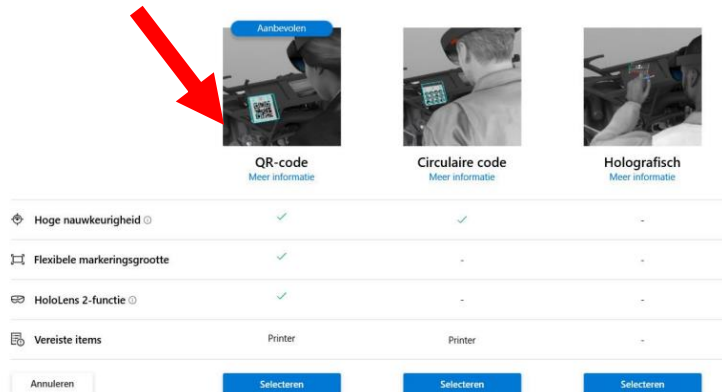 Aanbevolen
QR-code
Meer informatie
Circulaire code
Meer informatie
Holografisch
Meer informatie
Hoge nauwkeurigheid ✓ ✓ -
Flexibele markeringsgrootte ✓ - -
HoloLens 2-functie ✓ - -
Vereiste items Printer Printer -
Annuleren Selecteren Selecteren Selecteren